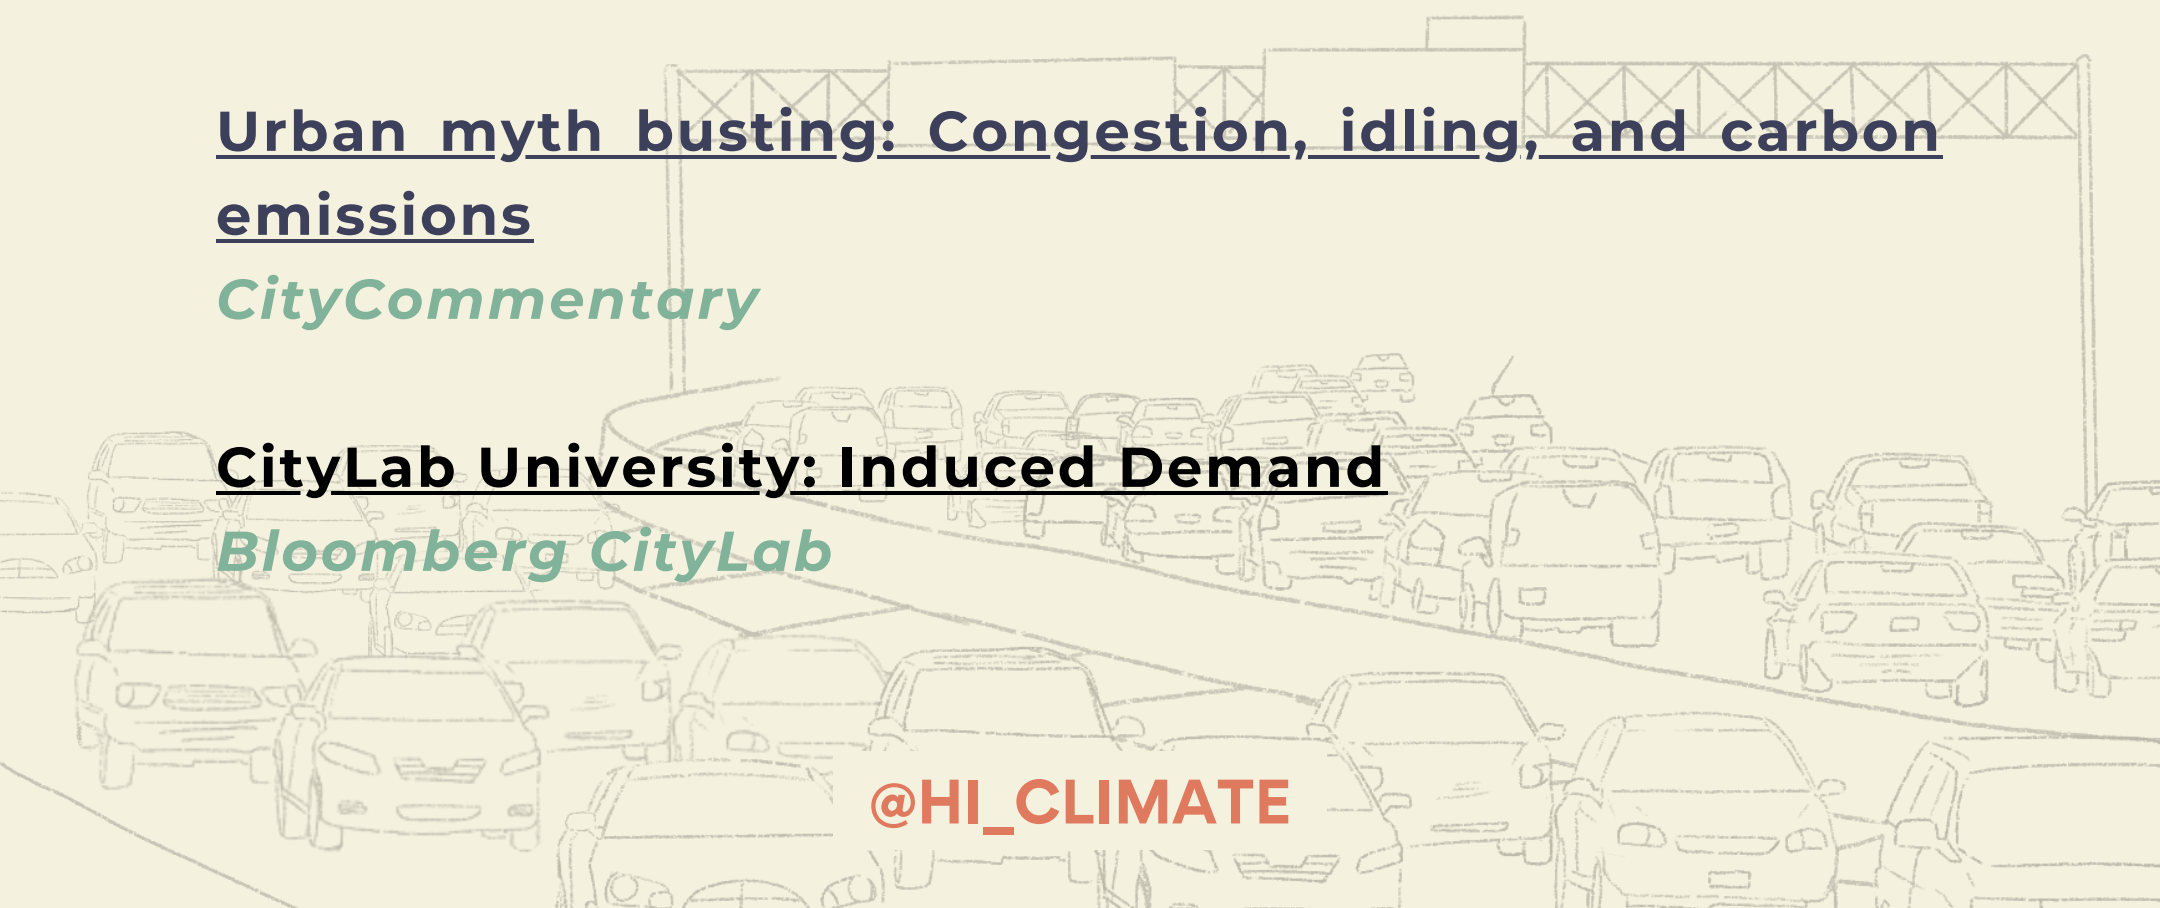 Urban myth busting: Congestion, idling, and carbon
emissions
CityCommentary
CityLab University: Induced Demand
Bloomberg CityLab
@HI_CLIMATE